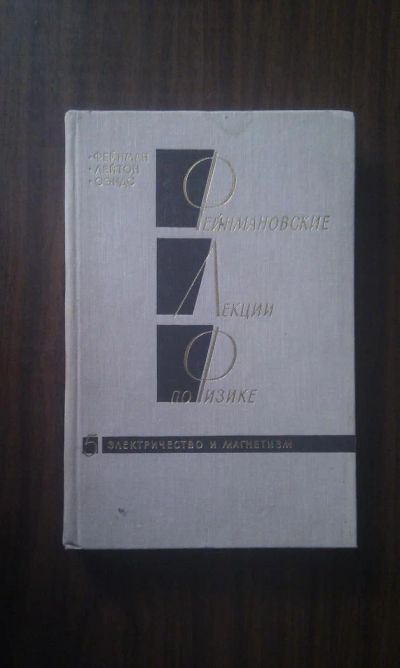 • ФЕЙНМАН
• ЛЕЙТОН
• СЭНДС
ФЕЙНМАНОВСКИЕ
ЛЕКЦИИ
ПО ФИЗИКЕ
5 ЭЛЕКТРИЧЕСТВО И МАГНЕТИЗМ